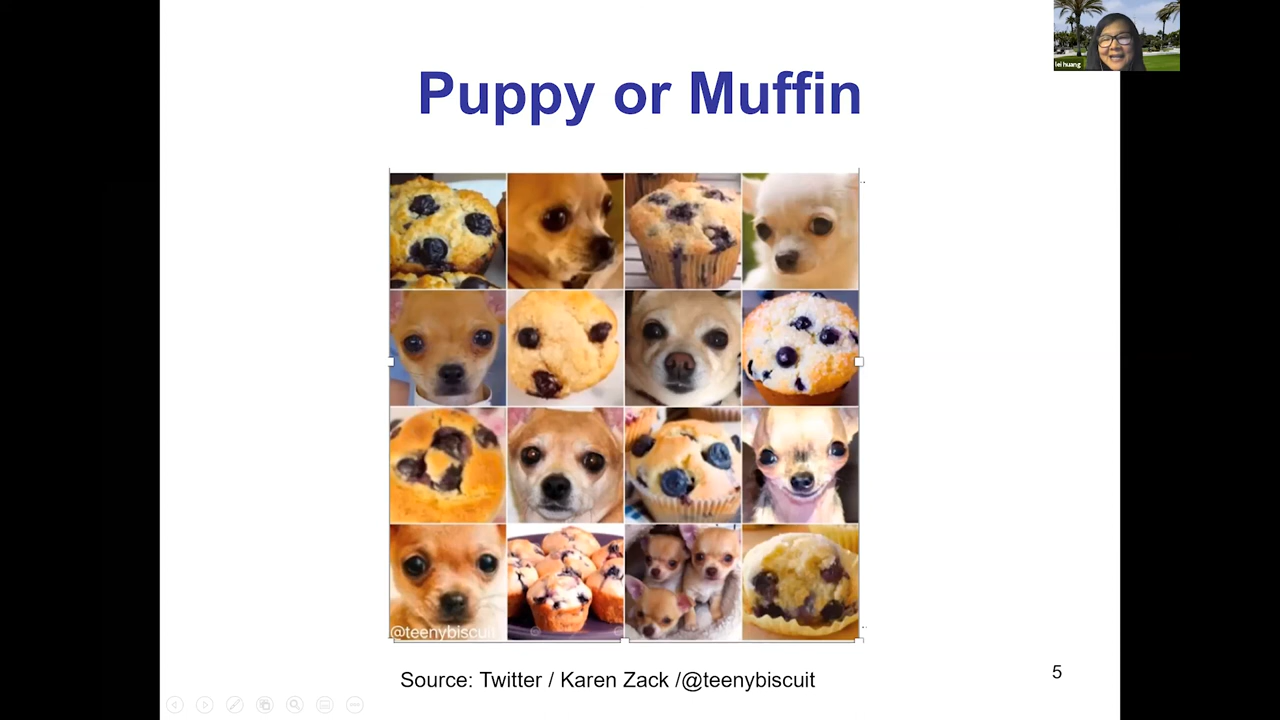 lei huang
Puppy or Muffin
@teenybiscuit
Source: Twitter / Karen Zack /@teenybiscuit
5